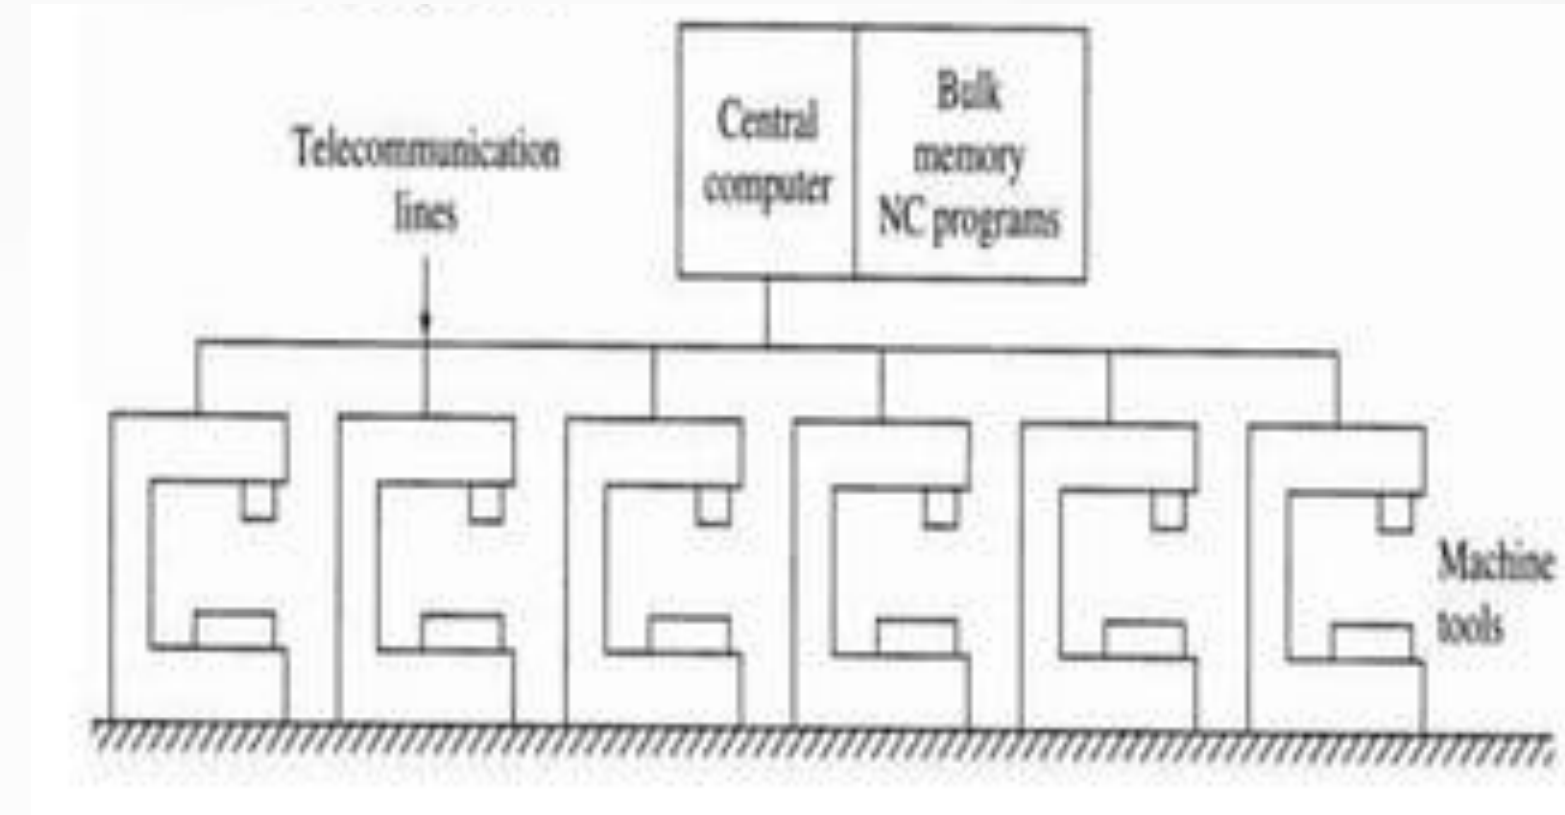 Telecommunication
lines
Central
computer
Bulk
memory
NC programs
Machine
tools